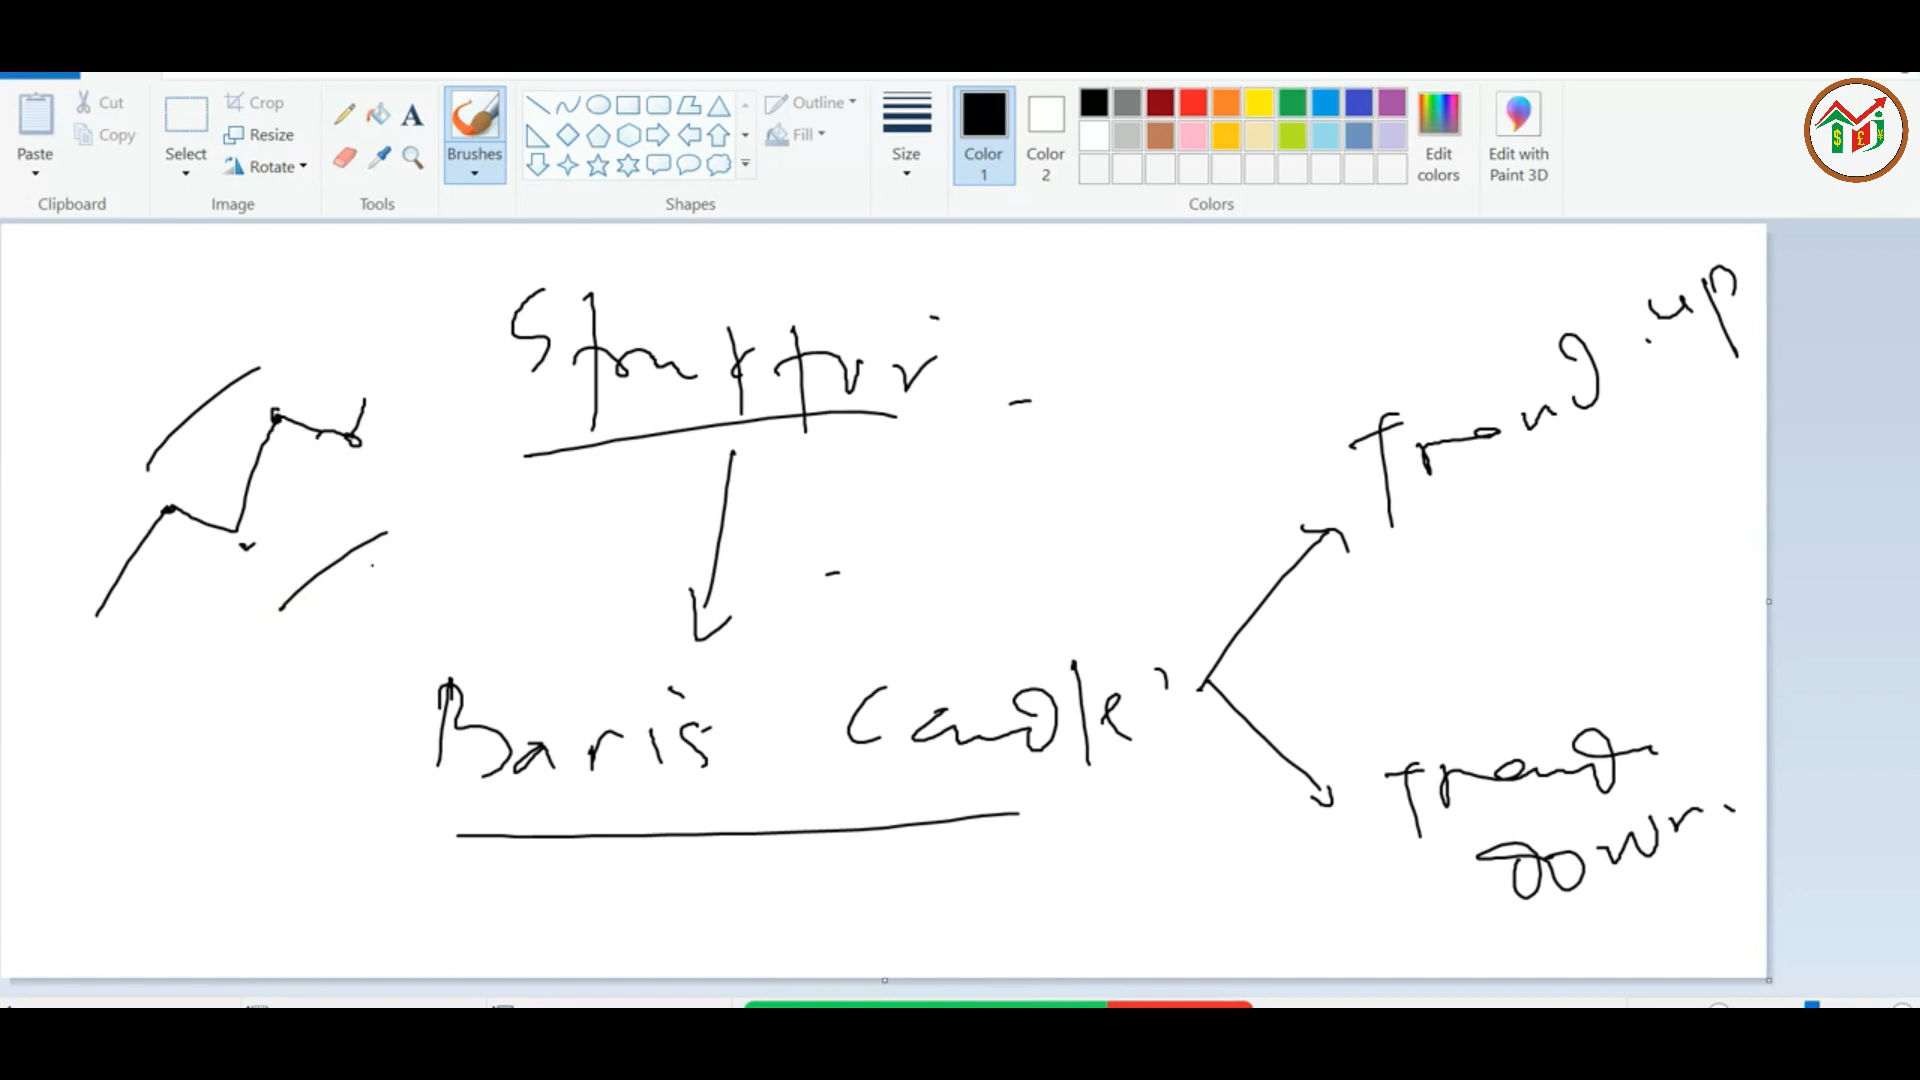 Cut
Copy
Paste
Clipboard
Crop
Resize
Rotate
Select
Image
Tools
Brushes
Shapes
Outline
Fill
Size
Color 1
Color 2
Colors
Edit colors
Edit with Paint 3D
$ £ ¥
Struktur
Trend up
Baris Candle
Trend
down